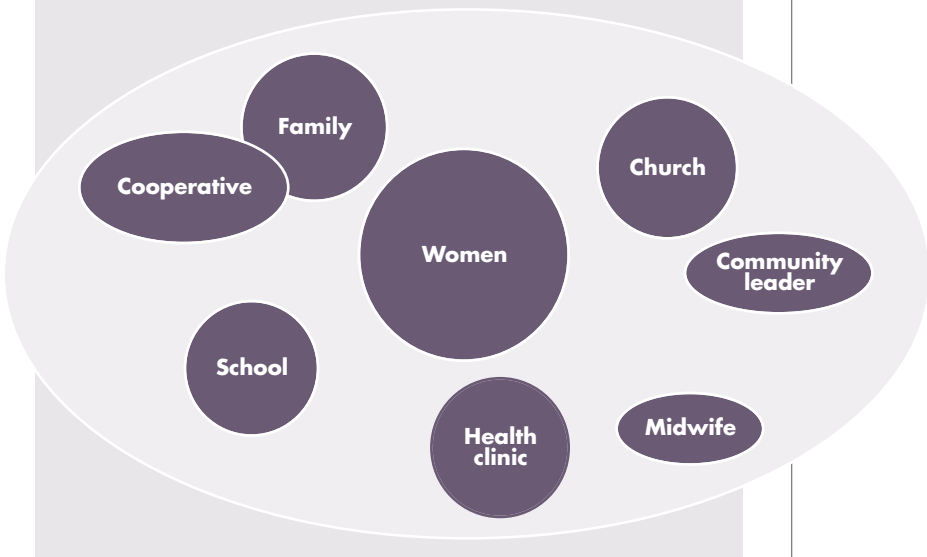 Family
Cooperative
Church
Women
Community
leader
School
Health
clinic
Midwife